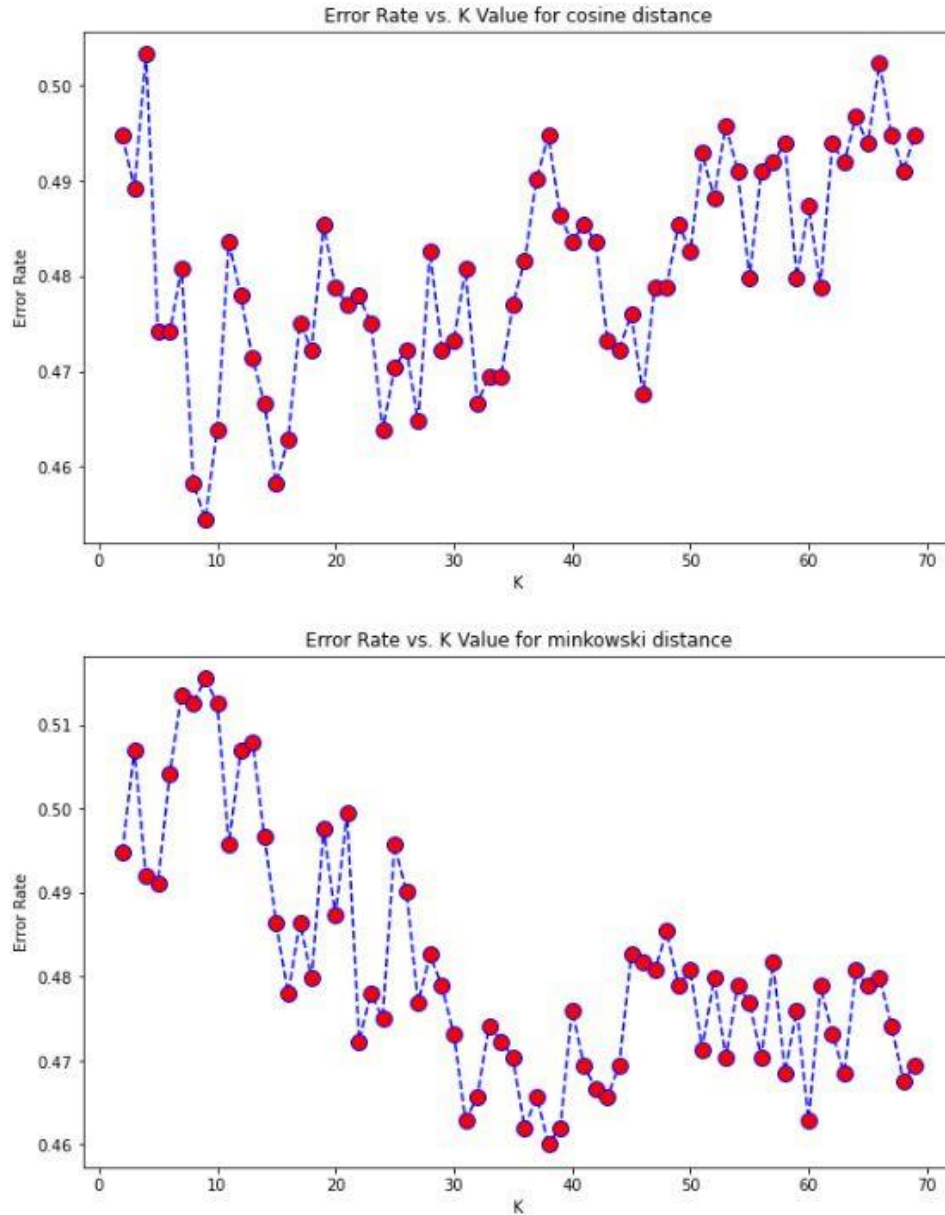 Error Rate vs. K Value for cosine distance
0.50
0.49
0.48
0.47
0.46
Error Rate
0 10 20 30 40 50 60 70
K
Error Rate vs. K Value for minkowski distance
0.51
0.50
0.49
0.48
0.47
0.46
Error Rate
0 10 20 30 40 50 60 70
K